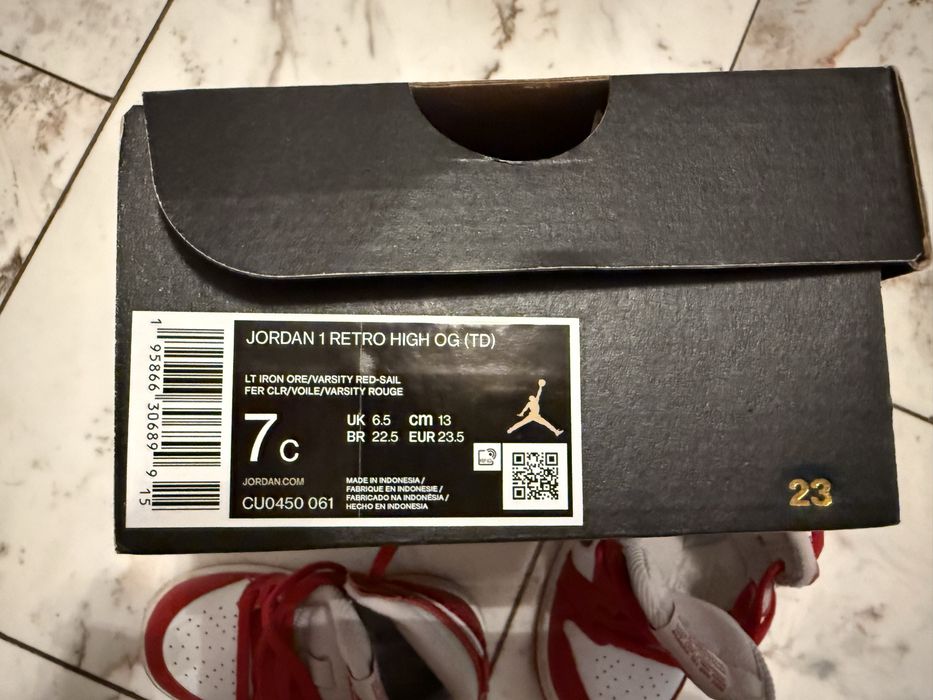 JORDAN 1 RETRO HIGH OG (TD)
LT IRON ORE/VARSITY RED-SAIL
FER CLR/VOILE/VARSITY ROUGE
7C
UK 6.5 cm 13
BR 22.5 EUR 23.5
JORDAN.COM
CU0450 061
MADE IN INDONESIA /
FABRIQUE EN INDONESIE /
FABRICADO NA INDONÉSIA /
HECHO EN INDONESIA
1 95866 30689 9 15
23